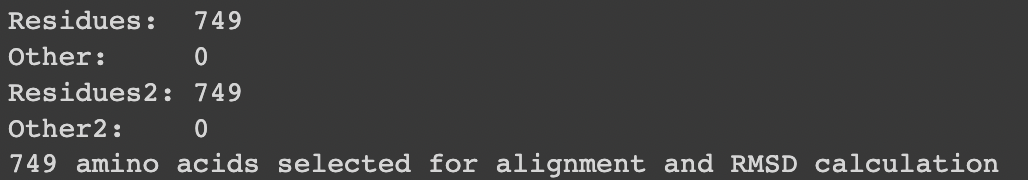 Residues:  749
Other:     0
Residues2: 749
Other2:    0
749 amino acids selected for alignment and RMSD calculation